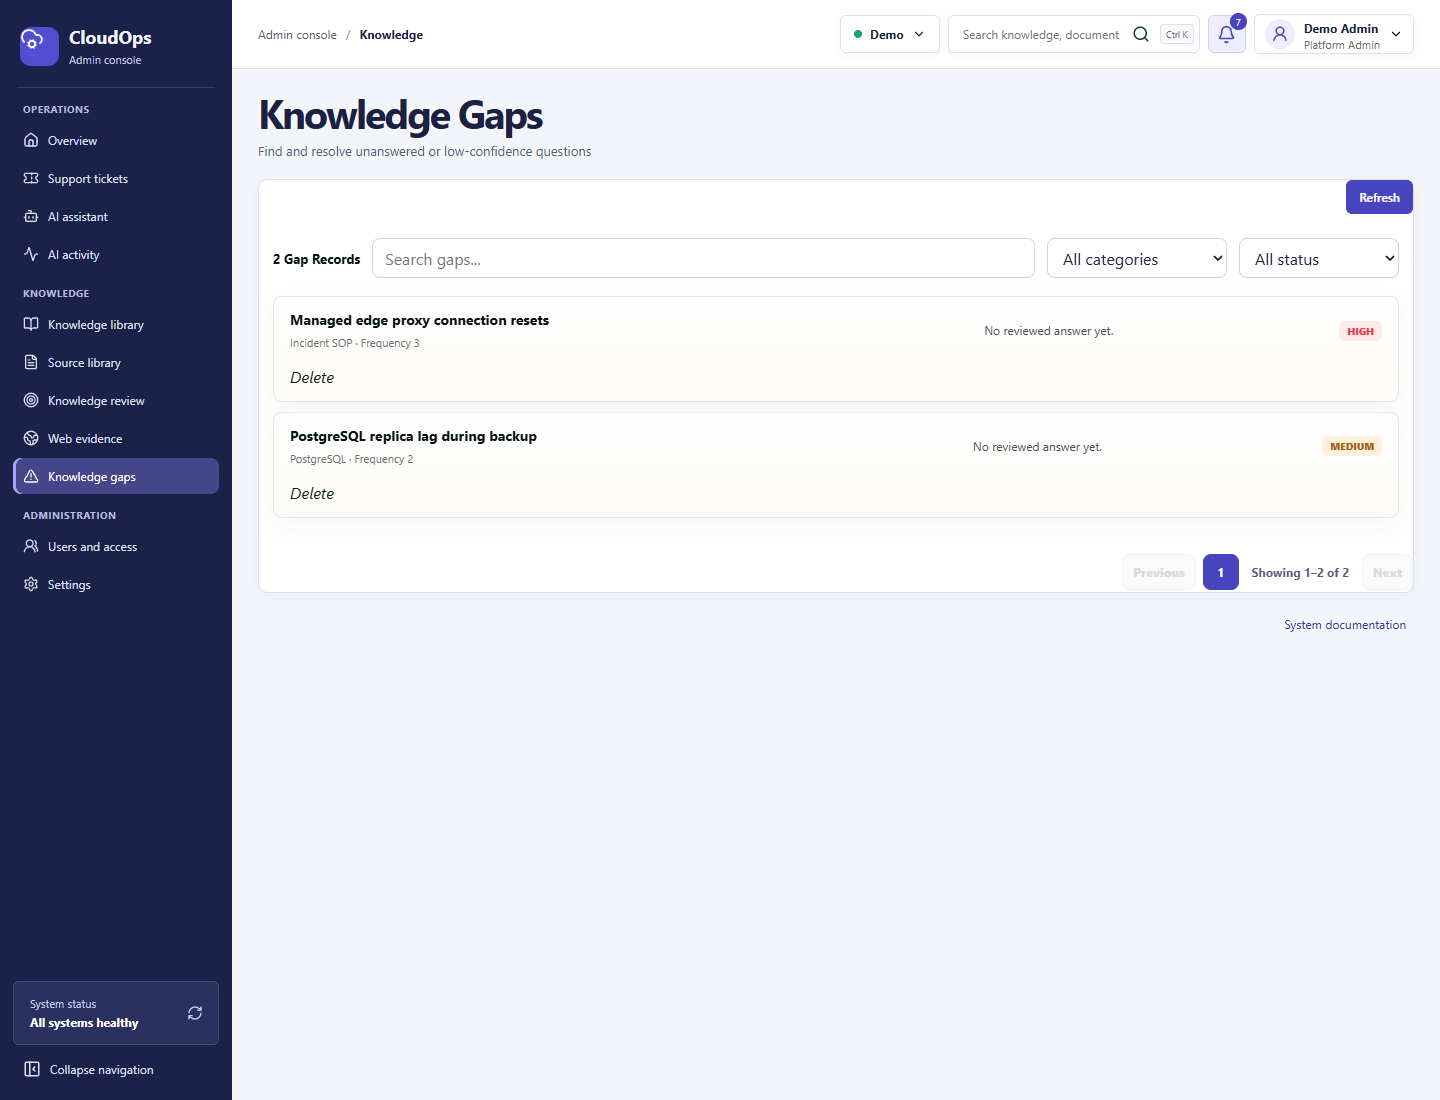 CloudOps
Admin console
OPERATIONS
Overview
Support tickets
AI assistant
AI activity
KNOWLEDGE
Knowledge library
Source library
Knowledge review
Web evidence
Knowledge gaps
ADMINISTRATION
Users and access
Settings
System status
All systems healthy
Collapse navigation
Admin console / Knowledge
Demo
Search knowledge, document
Ctrl K
7
Demo Admin
Platform Admin
Knowledge Gaps
Find and resolve unanswered or low-confidence questions
Refresh
2 Gap Records
Search gaps...
All categories
All status
Managed edge proxy connection resets
Incident SOP · Frequency 3
No reviewed answer yet.
HIGH
Delete
PostgreSQL replica lag during backup
PostgreSQL · Frequency 2
No reviewed answer yet.
MEDIUM
Delete
Previous
1
Showing 1–2 of 2
Next
System documentation